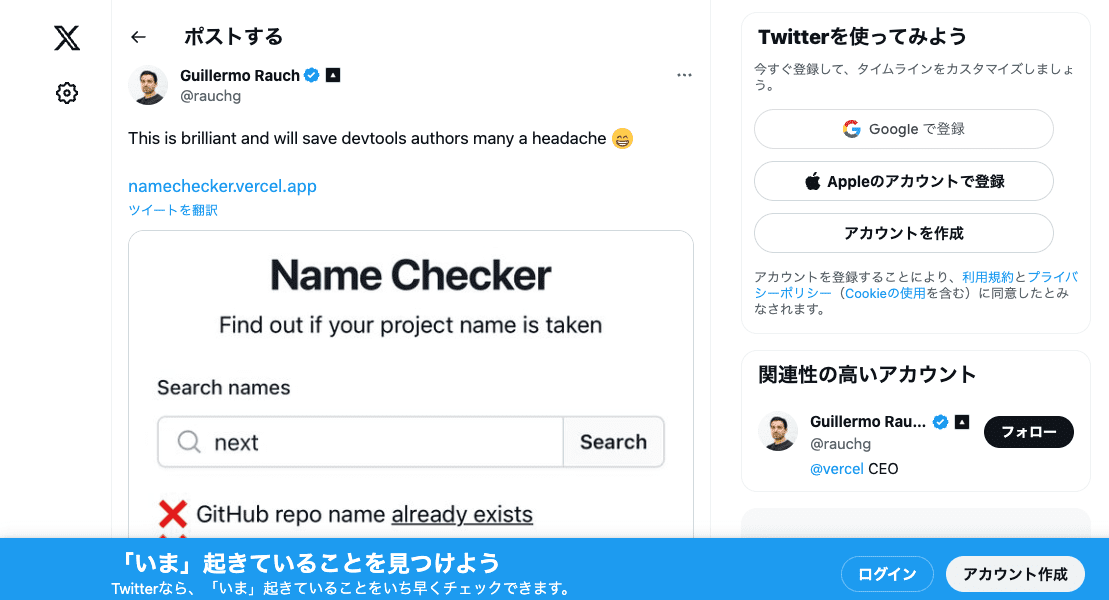 ポストする
Guillermo Rauch
@rauchg
This is brilliant and will save devtools authors many a headache 😄
namechecker.vercel.app
ツイートを翻訳
Name Checker
Find out if your project name is taken
Search names
next
Search
❌ GitHub repo name already exists
Twitterを使ってみよう
今すぐ登録して、タイムラインをカスタマイズしましょ
う。
Google で登録
Appleのアカウントで登録
アカウントを作成
アカウントを登録することにより、利用規約とプライバ
シーポリシー（Cookieの使用を含む）に同意したとみ
なされます。
関連性の高いアカウント
Guillermo Rau...
@rauchg
フォロー
@vercel CEO
「いま」起きていることを見つけよう
Twitterなら、「いま」起きていることをいち早くチェックできます。
ログイン
アカウント作成